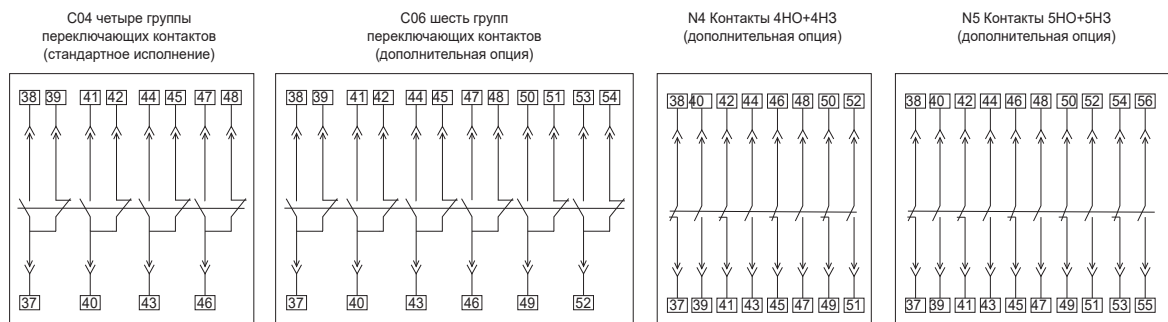 C04 четыре группы
переключающих контактов
(стандартное исполнение)
C06 шесть групп
переключающих контактов
(дополнительная опция)
N4 Контакты 4НО+4НЗ
(дополнительная опция)
N5 Контакты 5НО+5НЗ
(дополнительная опция)
38 39 41 42 44 45 47 48
37 40 43 46
38 39 41 42 44 45 47 48 50 51 53 54
37 40 43 46 49 52
38 40 42 44 46 48 50 52
37 39 41 43 45 47 49 51
38 40 42 44 46 48 50 52 54 56
37 39 41 43 45 47 49 51 53 55